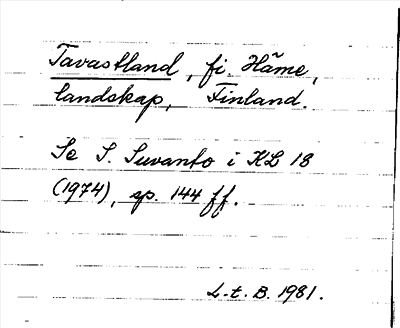 Tavastland, fi. Häme,
landskap, Finland.
Se S. Suvanto i KL 18
(1974), sp. 144 ff.
L.t.B. 1981.